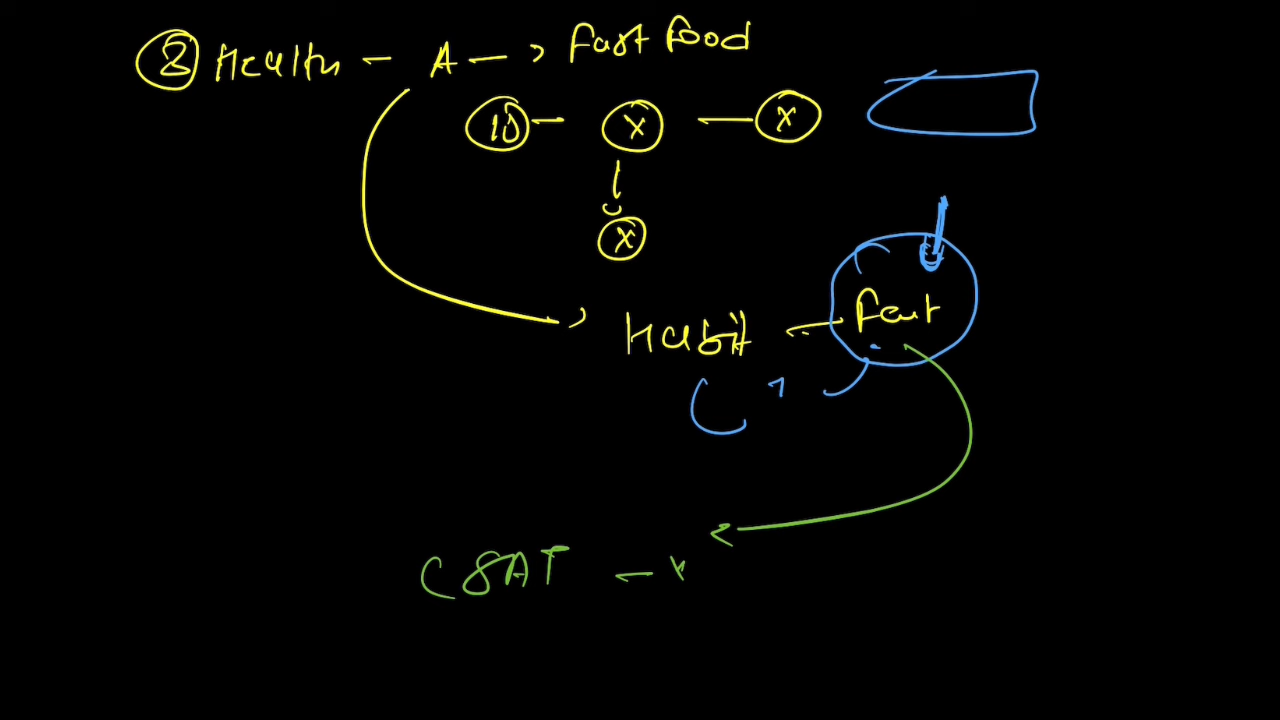 ② Health - A -> Fast food
10 - X - X
X
Habit - Fast
CSAT -